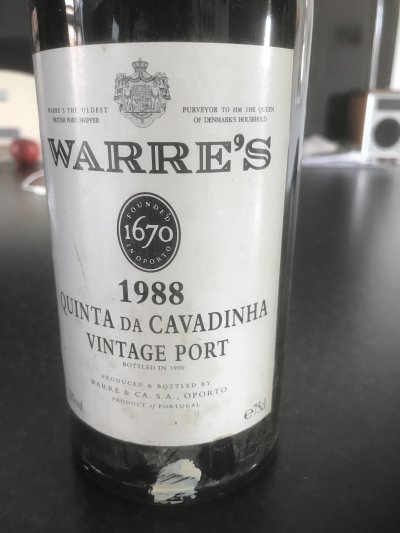 WARRE'S THE OLDEST
BRITISH PORT SHIPPER
PURVEYOR TO HM THE QUEEN
OF DENMARK'S HOUSEHOLD
WARRE'S
FOUNDED
1670
IN OPORTO
1988
QUINTA DA CAVADINHA
VINTAGE PORT
BOTTLED IN 1990
PRODUCED & BOTTLED BY
WARRE & CA. S.A., OPORTO
PRODUCT of PORTUGAL
℮75cl